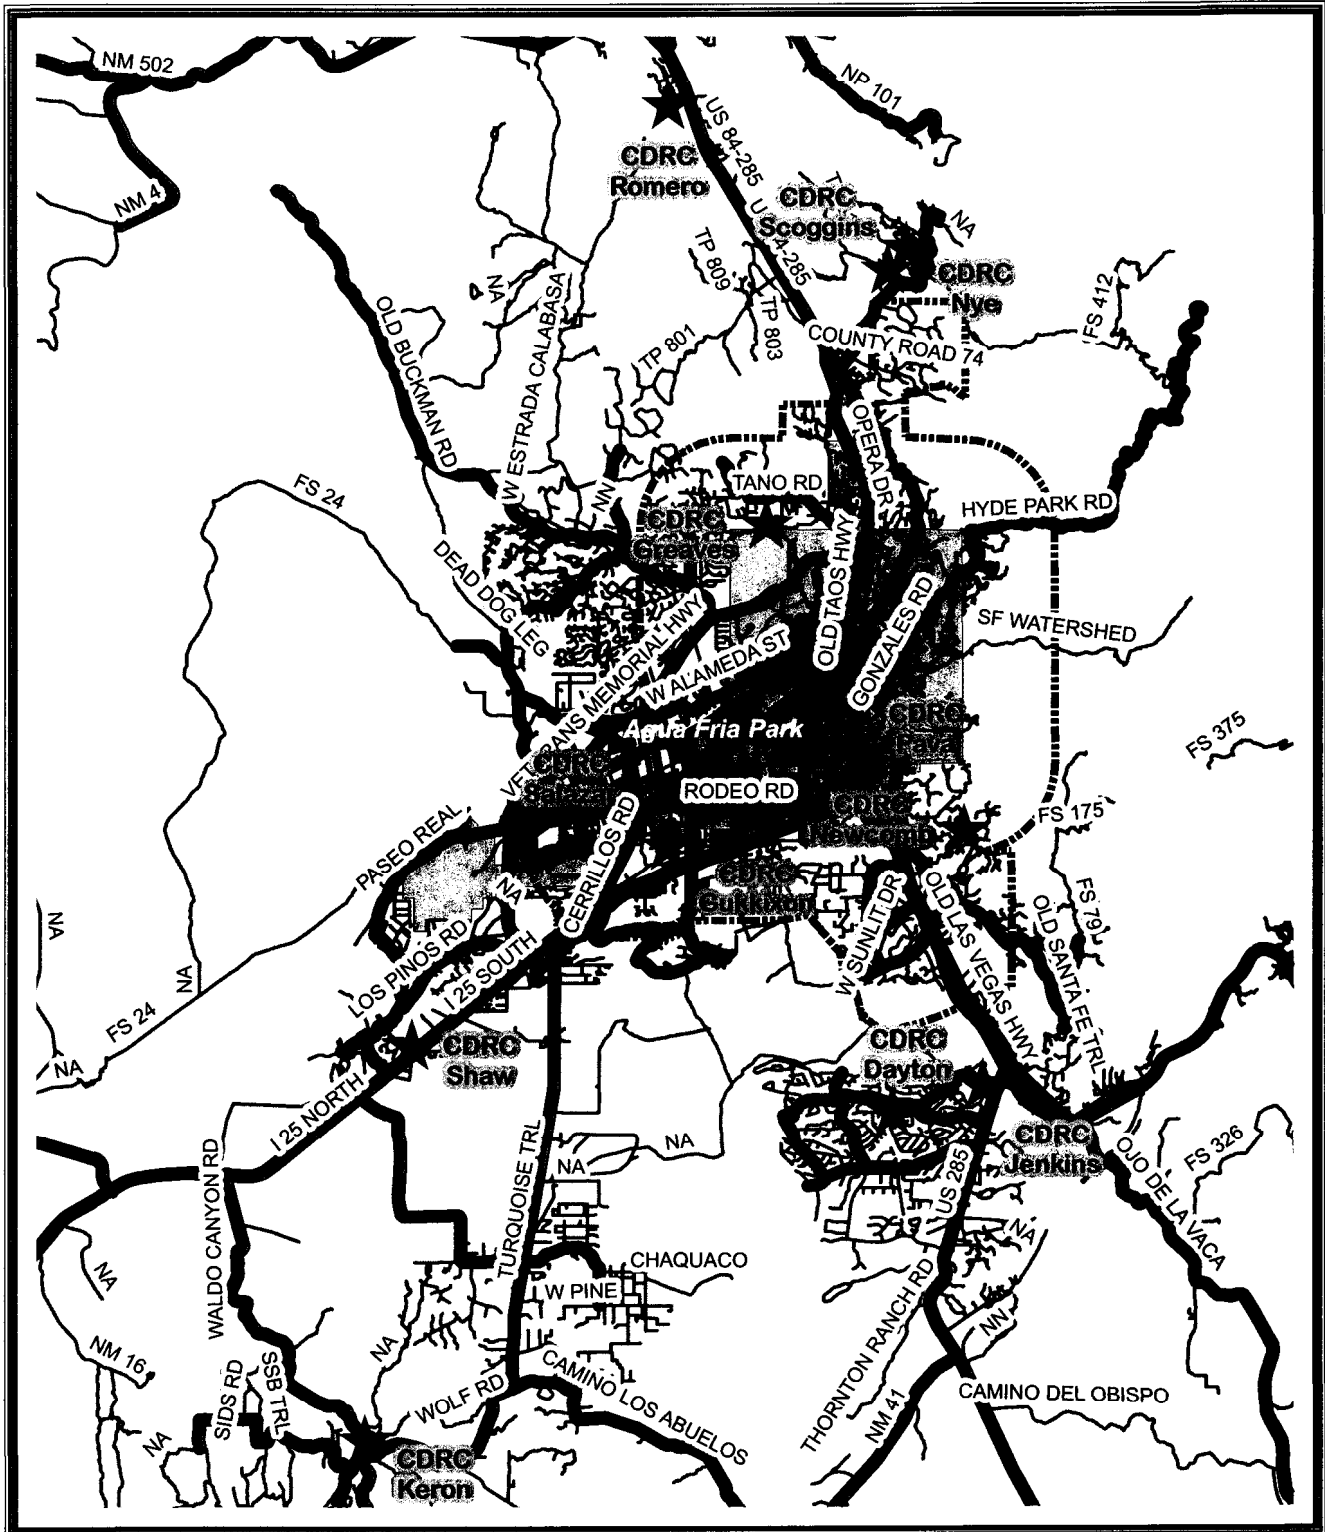 NM 502
NP 101
US 84-285
CDRC
Romero
NM 4
CDRC
Scoggins
NA
TP 809
CDRC
Nye
NA
FS 412
OLD BUCKMAN RD
W ESTRADA CALABASA
TP 803
TP 801
COUNTY ROAD 74
OPERA DR
TANO RD
FS 24
NN
HYDE PARK RD
CDRC
Greaves
DEAD DOG LEG
OLD TAOS HWY
GONZALES RD
SF WATERSHED
MEMORIAL HWY
W ALAMEDA ST
CDRC
Pava
Agua Fria Park
FS 375
CDRC
Salazar
RODEO RD
CDRC
Newcomb
FS 175
PASEO REAL
CERRILLOS RD
CDRC
Gukkixon
NA
OLD LAS VEGAS HWY
FS 79
NA
W SUNLIT DR
OLD SANTA FE TRL
LOS PINOS RD
I 25 SOUTH
NA
FS 24
NA
CDRC
Shaw
CDRC
Dayton
I 25 NORTH
CDRC
Jenkins
FS 326
NA
NA
OJO DE LA VACA
US 285
TURQUOISE TRL
WALDO CANYON RD
NA
CHAQUACO
NA
W PINE
THORNTON RANCH RD
NN
NM 16
NA
SSB TRL
SIDS RD
WOLF RD
CAMINO LOS ABUELOS
CAMINO DEL OBISPO
NM 41
NA
CDRC
Keron